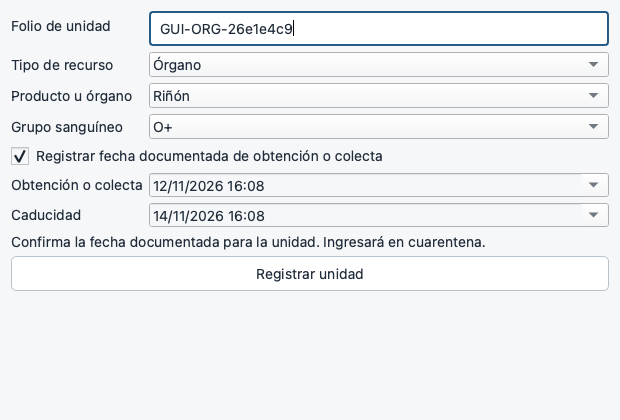 Folio de unidad GUI-ORG-26e1e4c9
Tipo de recurso Órgano
Producto u órgano Riñón
Grupo sanguíneo O+
Registrar fecha documentada de obtención o colecta
Obtención o colecta 12/11/2026 16:08
Caducidad 14/11/2026 16:08
Confirma la fecha documentada para la unidad. Ingresará en cuarentena.
Registrar unidad